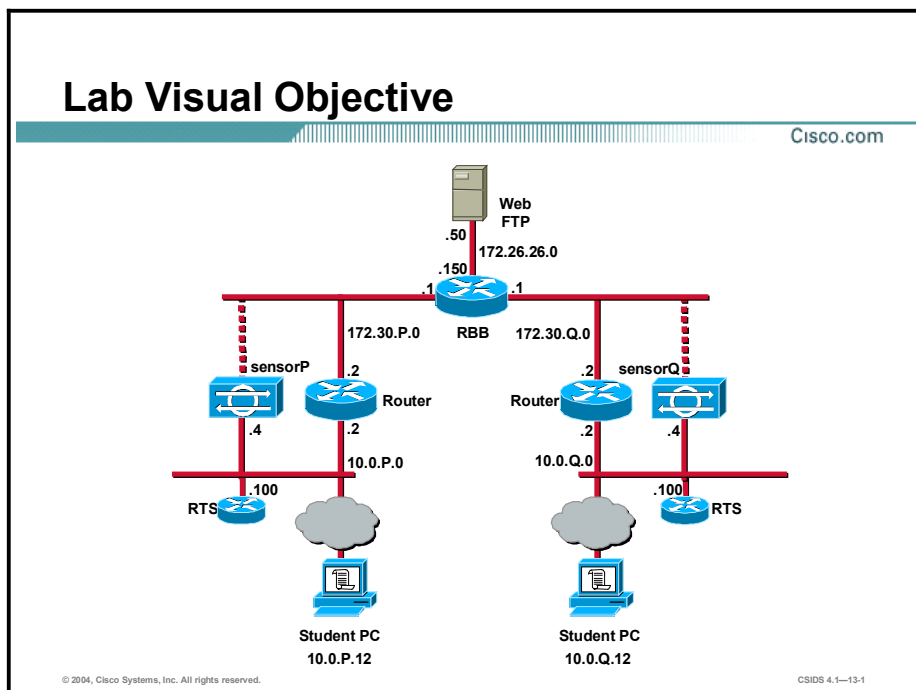 Lab Visual Objective
Cisco.com
Web
FTP
.50
172.26.26.0
.150
.1
.1
RBB
172.30.P.0
172.30.Q.0
sensorP
.2
.2
sensorQ
Router
Router
.4
.2
.2
.4
10.0.P.0
10.0.Q.0
.100
.100
RTS
RTS
Student PC
Student PC
10.0.P.12
10.0.Q.12
© 2004, Cisco Systems, Inc. All rights reserved.
CSIDS 4.1—13-1